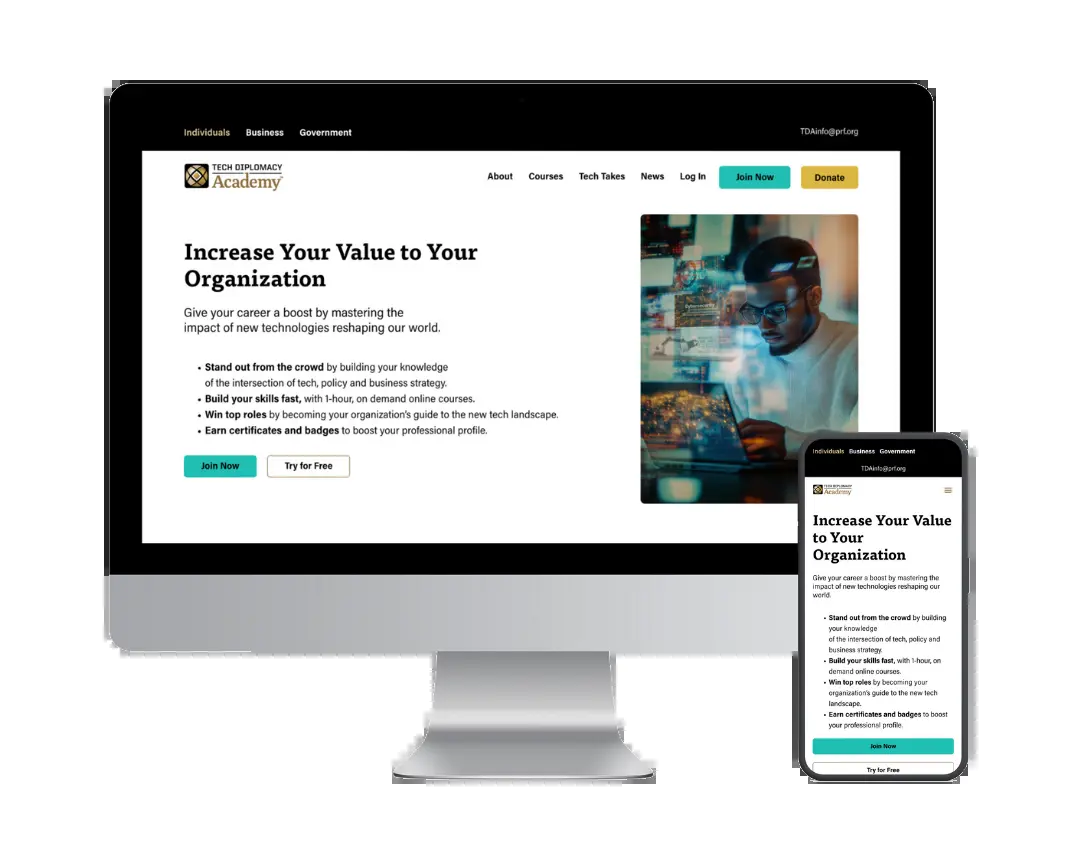 Individuals Business Government
TDAinfo@prf.org
TECH DIPLOMACY
Academy
About Courses Tech Takes News Log In Join Now Donate
Increase Your Value to Your
Organization
Give your career a boost by mastering the
impact of new technologies reshaping our world.
• Stand out from the crowd by building your knowledge
of the intersection of tech, policy and business strategy.
• Build your skills fast, with 1-hour, on demand online courses.
• Win top roles by becoming your organization's guide to the new tech landscape.
• Earn certificates and badges to boost your professional profile.
Join Now Try for Free
Cybersecurity
Individuals Business Government
TDAinfo@prf.org
TECH DIPLOMACY
Academy
Increase Your Value
to Your
Organization
Give your career a boost by mastering the
impact of new technologies reshaping our
world.
• Stand out from the crowd by building
your knowledge
of the intersection of tech, policy and
business strategy.
• Build your skills fast, with 1-hour, on
demand online courses.
• Win top roles by becoming your
organization's guide to the new tech
landscape.
• Earn certificates and badges to boost
your professional profile.
Join Now
Try for Free